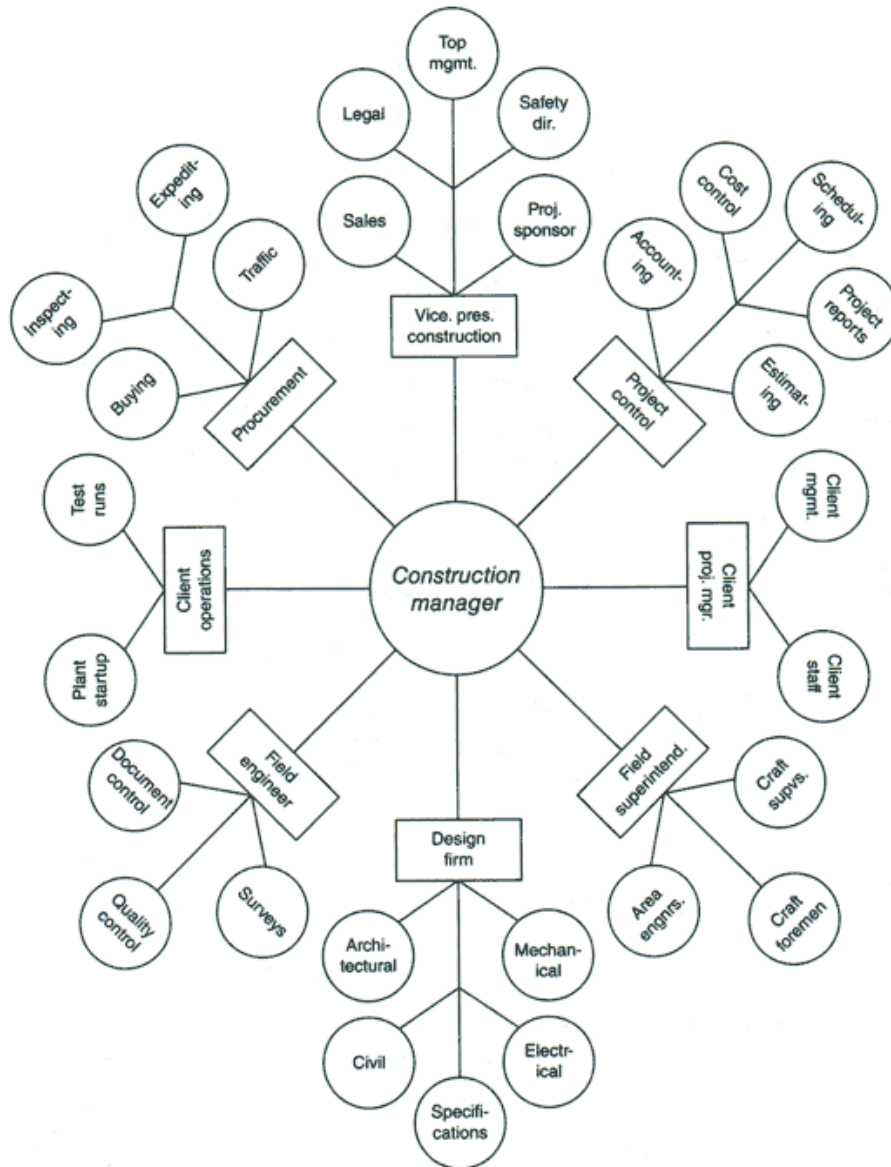 Top
mgmt.
Legal
Safety
dir.
Sales
Proj.
sponsor
Vice. pres.
construction
Expedit-
ing
Traffic
Inspect-
ing
Buying
Procurement
Cost
control
Schedul-
ing
Account-
ing
Project
reports
Estimat-
ing
Project
control
Test
runs
Plant
startup
Client
operations
Construction
manager
Client
proj. mgr.
Client
mgmt.
Client
staff
Field
engineer
Document
control
Quality
control
Surveys
Design
firm
Archi-
tectural
Mechan-
ical
Civil
Electr-
ical
Specifi-
cations
Field
superintend.
Craft
supvs.
Area
engnrs.
Craft
foremen